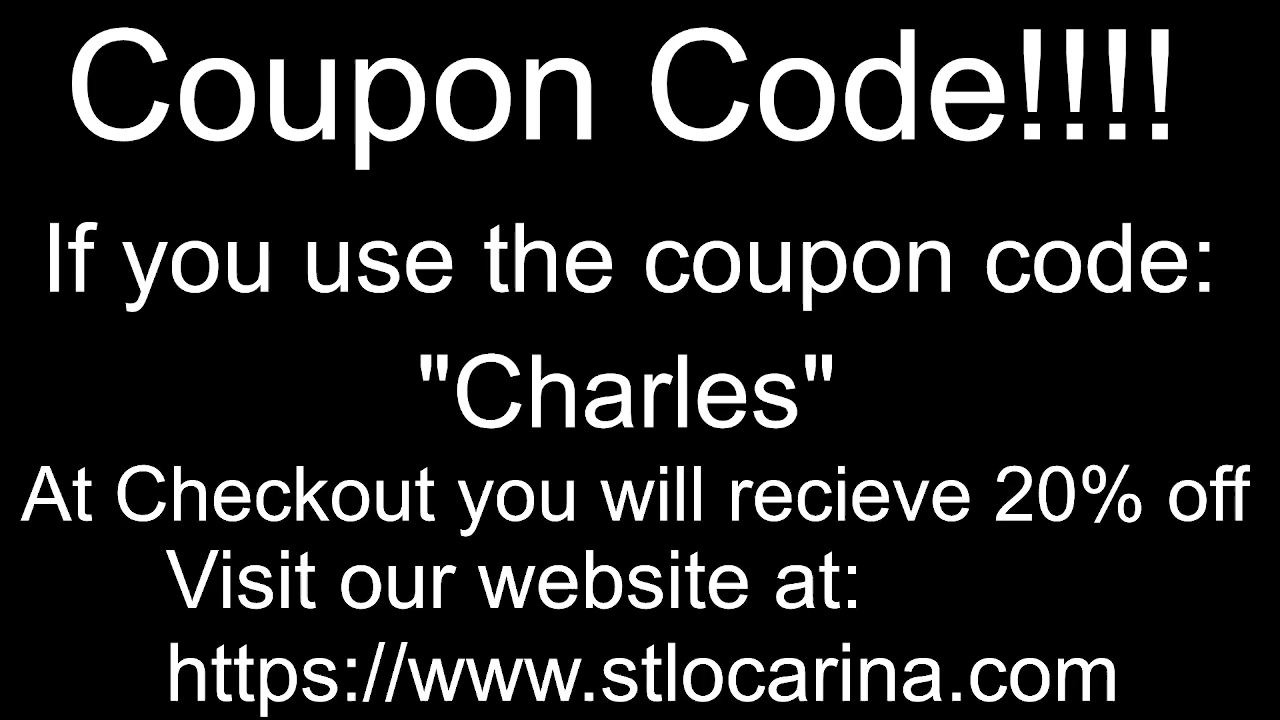 Coupon Code!!!!
If you use the coupon code:
"Charles"
At Checkout you will recieve 20% off
Visit our website at:
https://www.stlocarina.com